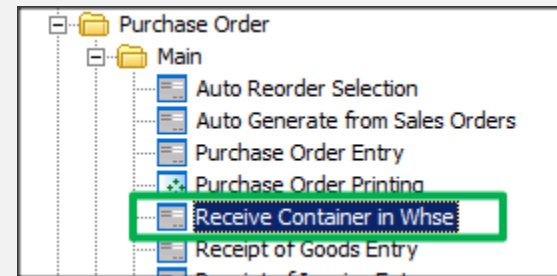 Purchase Order
Main
Auto Reorder Selection
Auto Generate from Sales Orders
Purchase Order Entry
Purchase Order Printing
Receive Container in Whse
Receipt of Goods Entry